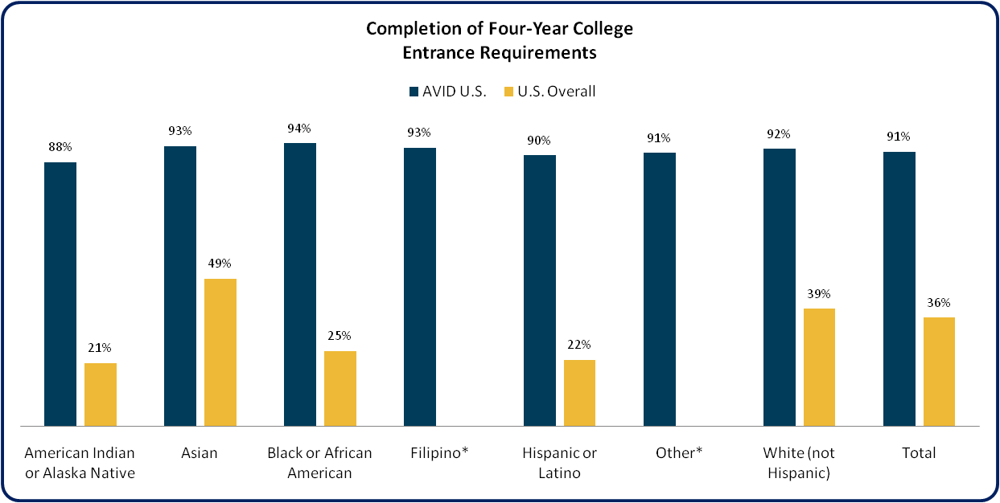 Completion of Four-Year College
Entrance Requirements
AVID U.S.
U.S. Overall
88%
21%
93%
49%
94%
25%
93%
90%
22%
91%
92%
39%
91%
36%
American Indian
or Alaska Native
Asian
Black or African
American
Filipino*
Hispanic or
Latino
Other*
White (not
Hispanic)
Total